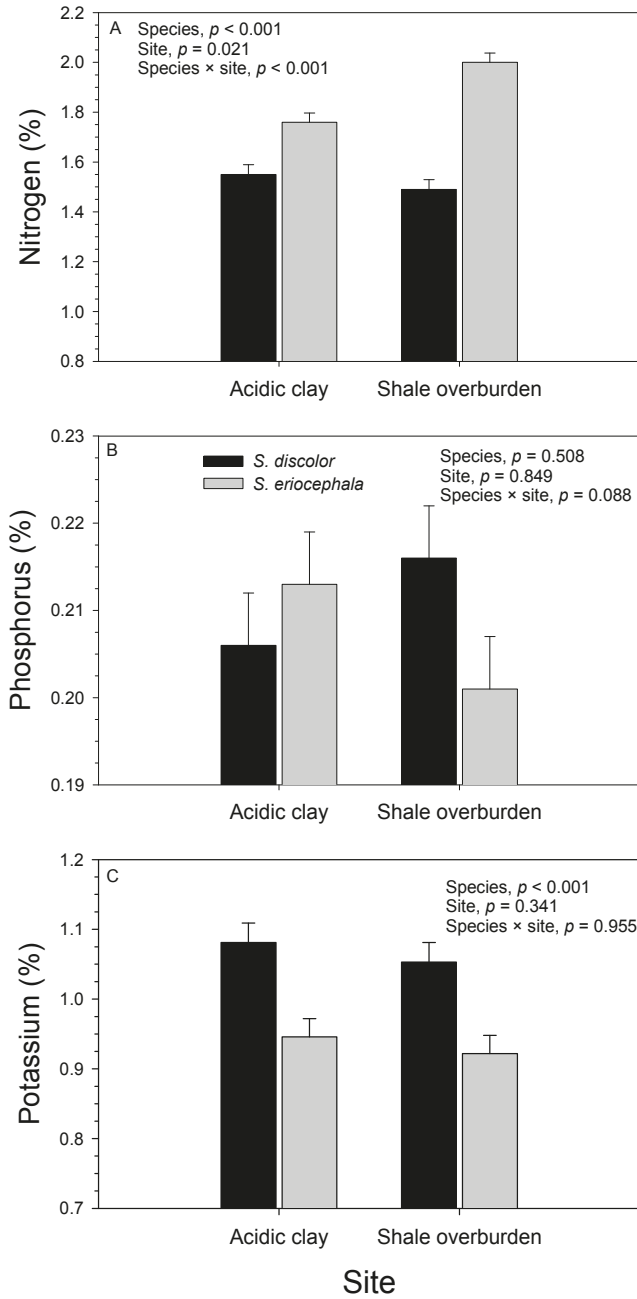 A
Species, p < 0.001
Site, p = 0.021
Species × site, p < 0.001
Nitrogen (%)
2.2
2.0
1.8
1.6
1.4
1.2
1.0
0.8
Acidic clay
Shale overburden
B
S. discolor
S. eriocephala
Species, p = 0.508
Site, p = 0.849
Species × site, p = 0.088
Phosphorus (%)
0.23
0.22
0.21
0.20
0.19
Acidic clay
Shale overburden
C
Species, p < 0.001
Site, p = 0.341
Species × site, p = 0.955
Potassium (%)
1.2
1.1
1.0
0.9
0.8
0.7
Acidic clay
Shale overburden
Site